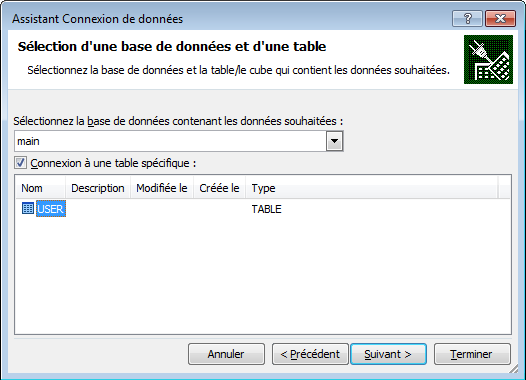 Assistant Connexion de données
Sélection d'une base de données et d'une table
Sélectionnez la base de données et la table/le cube qui contient les données souhaitées.
Sélectionnez la base de données contenant les données souhaitées :
main
Connexion à une table spécifique :
Nom Description Modifiée le Créée le Type
USER TABLE
Annuler < Précédent Suivant > Terminer